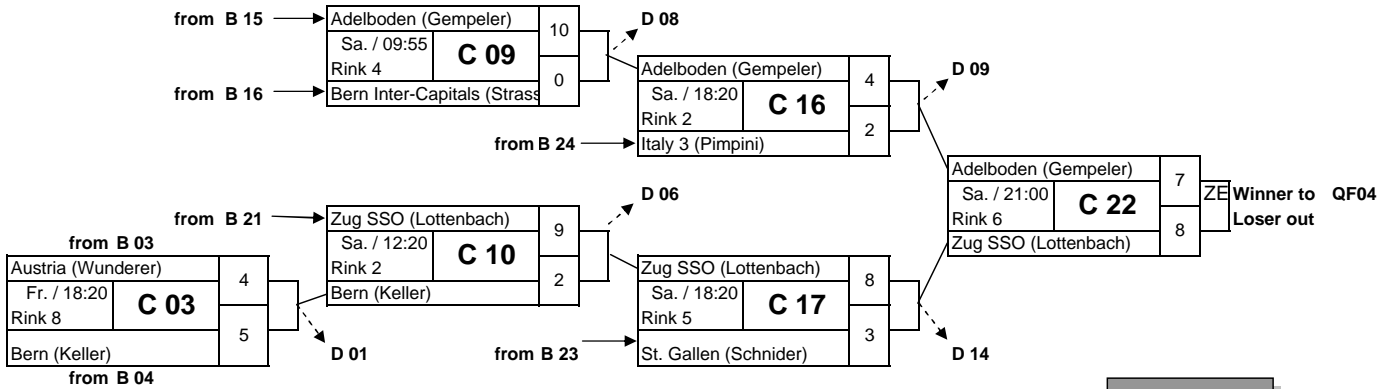 from B 15
Adelboden (Gempeler)
10
D 08
Sa. / 09:55
Rink 4
C 09
0
from B 16
Bern Inter-Capitals (Strass
Adelboden (Gempeler)
4
D 09
Sa. / 18:20
Rink 2
C 16
2
from B 24
Italy 3 (Pimpini)
Adelboden (Gempeler)
7
Sa. / 21:00
Rink 6
C 22
8
ZE
Winner to QF04
Loser out
Zug SSO (Lottenbach)
D 06
from B 21
Zug SSO (Lottenbach)
9
Sa. / 12:20
Rink 2
C 10
2
Bern (Keller)
from B 03
Austria (Wunderer)
4
Fr. / 18:20
Rink 8
C 03
5
Bern (Keller)
from B 04
D 01
Zug SSO (Lottenbach)
8
Sa. / 18:20
Rink 5
C 17
3
from B 23
St. Gallen (Schnider)
D 14